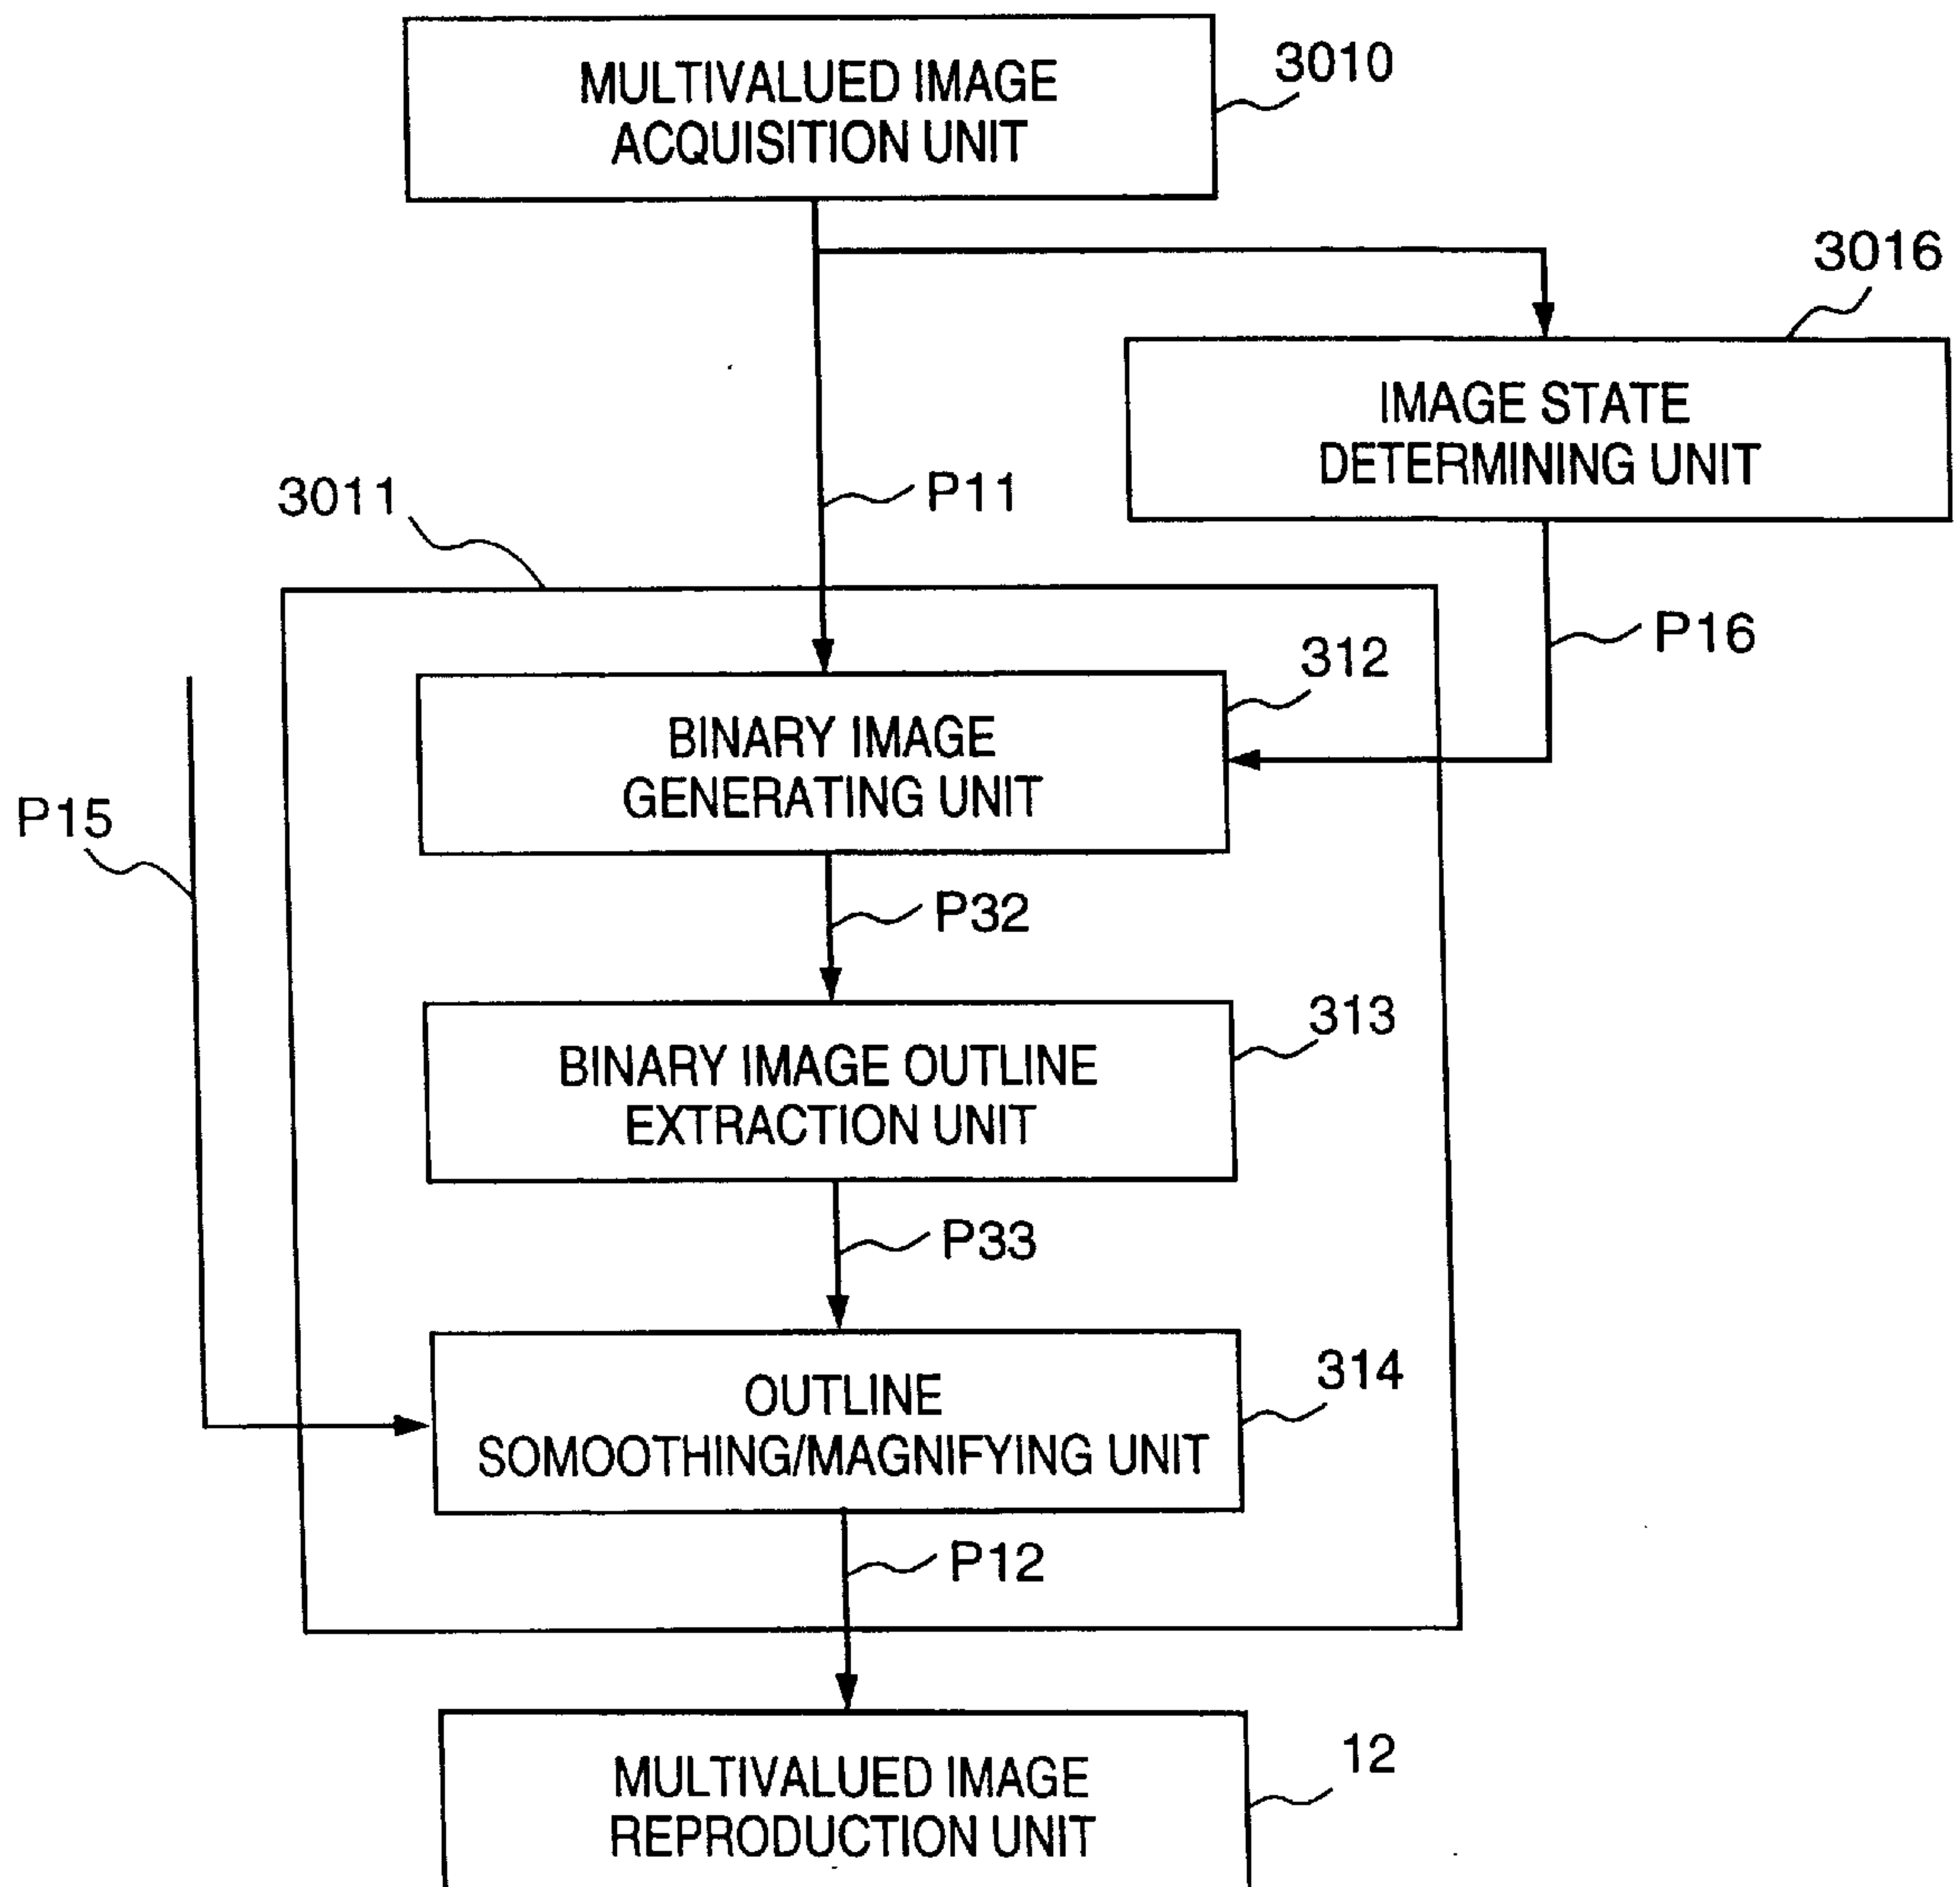 MULTIVALUED IMAGE
ACQUISITION UNIT
3010
3016
IMAGE STATE
DETERMINING UNIT
P11
3011
P16
312
BINARY IMAGE
GENERATING UNIT
P15
P32
313
BINARY IMAGE OUTLINE
EXTRACTION UNIT
P33
314
OUTLINE
SOMOOTHING/MAGNIFYING UNIT
P12
12
MULTIVALUED IMAGE
REPRODUCTION UNIT